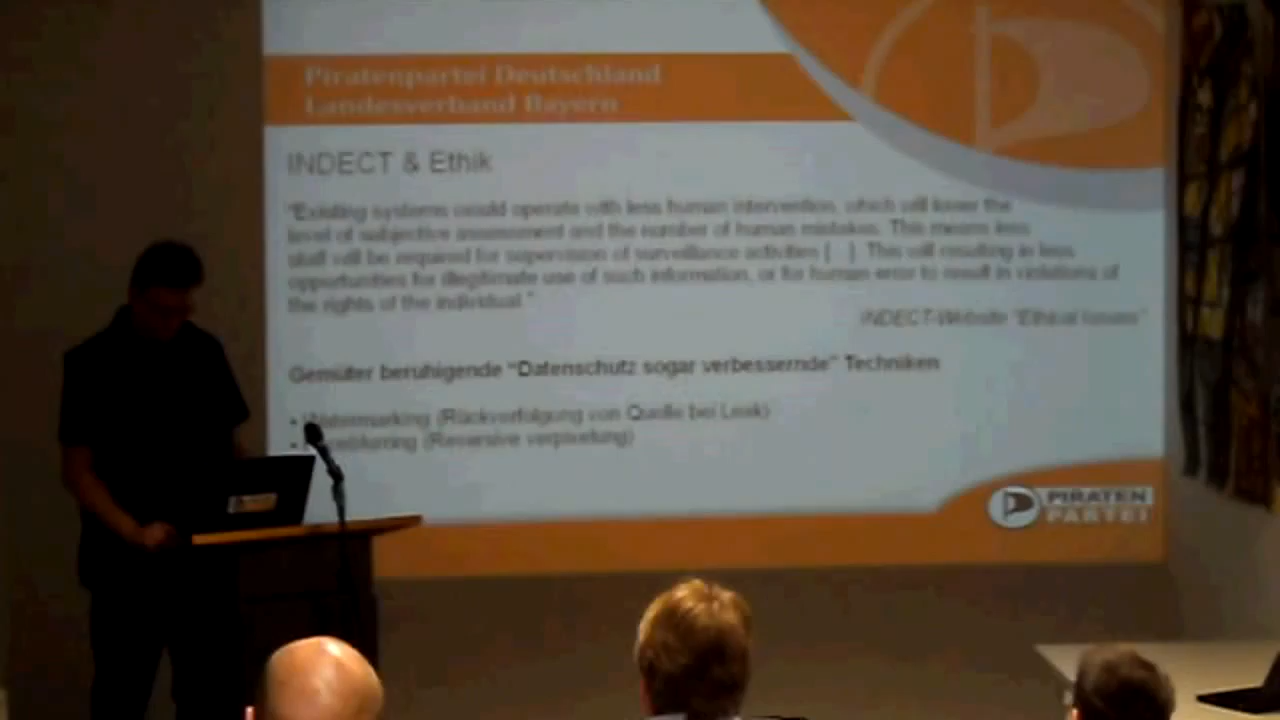 Piratenpartei Deutschland
Landesverband Bayern
INDECT & Ethik
"Existing systems would operate with less human intervention, which will lower the
level of subjective assessment and the number of human mistakes. This means less
staff will be required for supervision of surveillance activities [ ] This will resulting in less
opportunities for illegitimate use of such information, or for human error to result in violations of
the rights of the individual."
INDECT-Website "Ethical Issues"
Gemüter beruhigende "Datenschutz sogar verbessernde" Techniken
• Watermarking (Rückverfolgung von Quelle bei Leak)
• (Reversive verpixelung)
PIRATEN
PARTEI